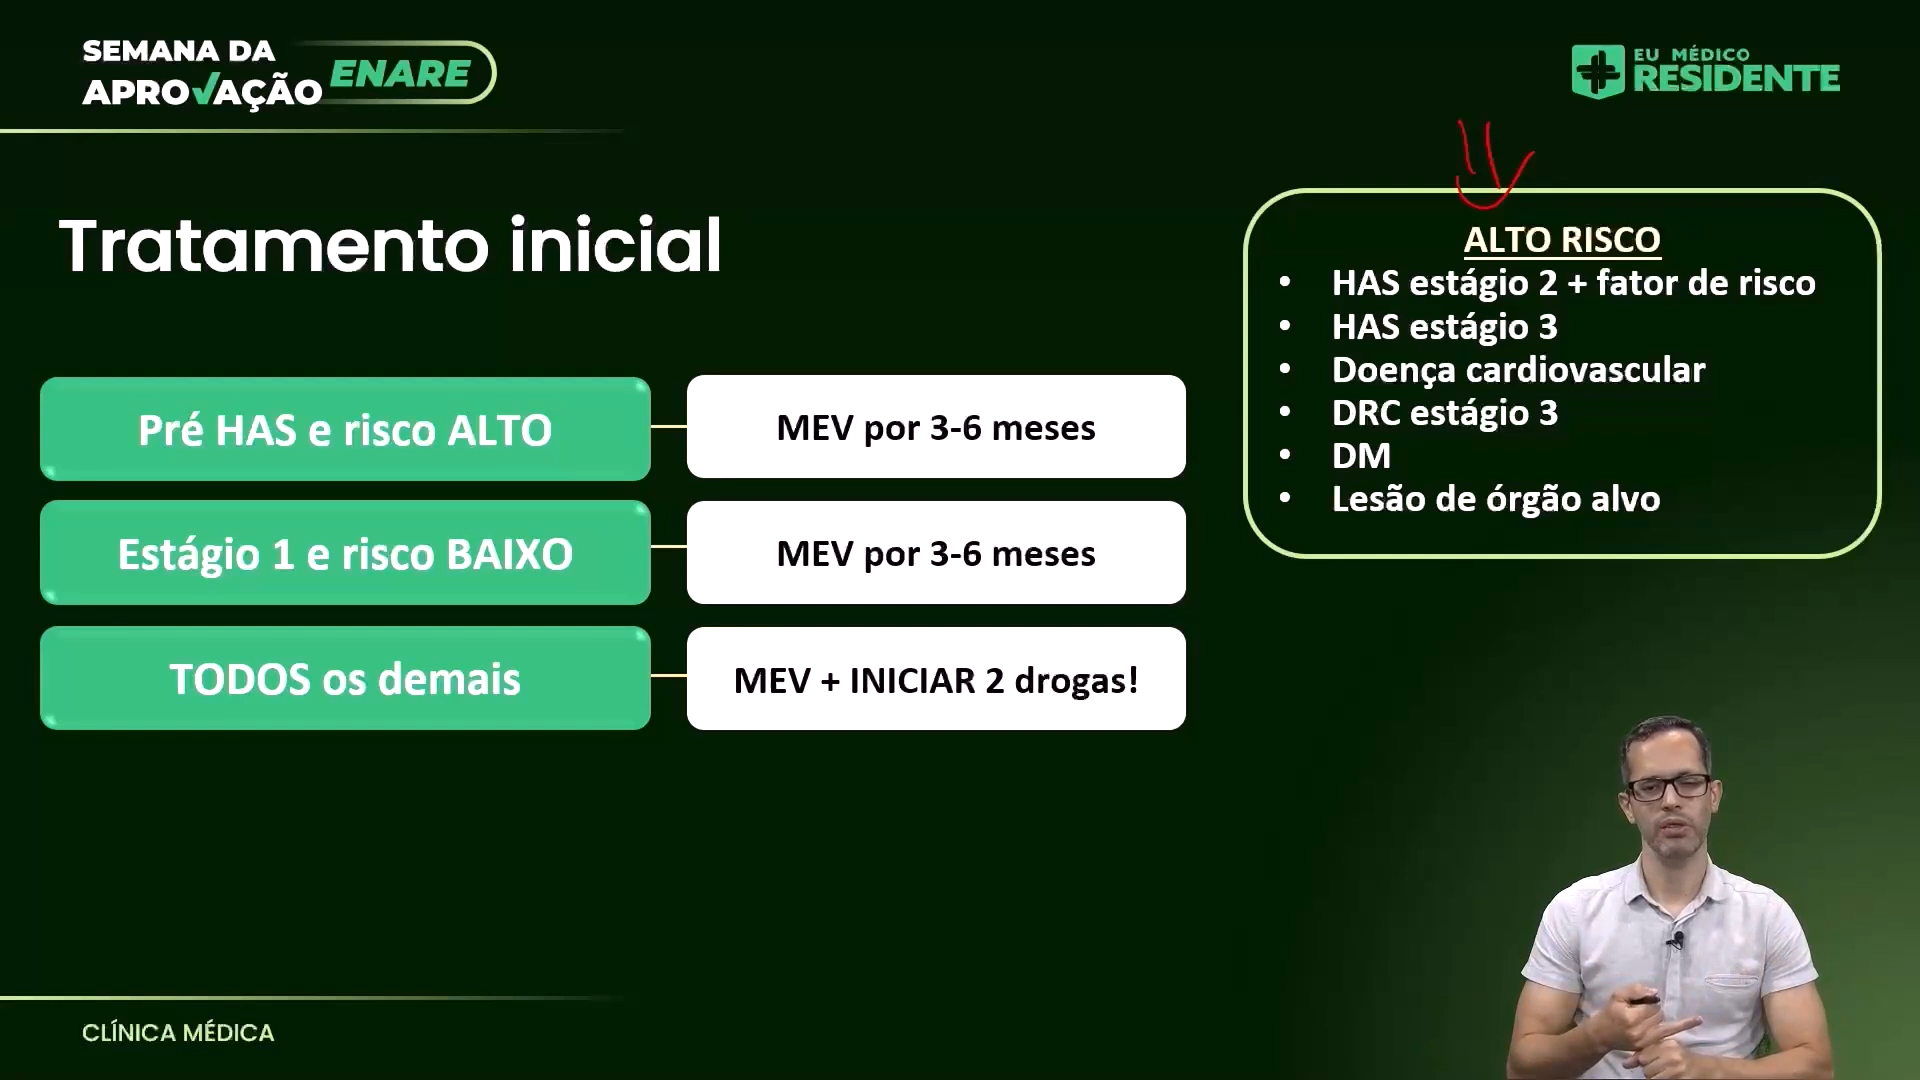 SEMANA DA
APROVAÇÃO
ENARE
EU MÉDICO
RESIDENTE
Tratamento inicial
Pré HAS e risco ALTO
MEV por 3-6 meses
Estágio 1 e risco BAIXO
MEV por 3-6 meses
TODOS os demais
MEV + INICIAR 2 drogas!
ALTO RISCO
• HAS estágio 2 + fator de risco
• HAS estágio 3
• Doença cardiovascular
• DRC estágio 3
• DM
• Lesão de órgão alvo
CLÍNICA MÉDICA